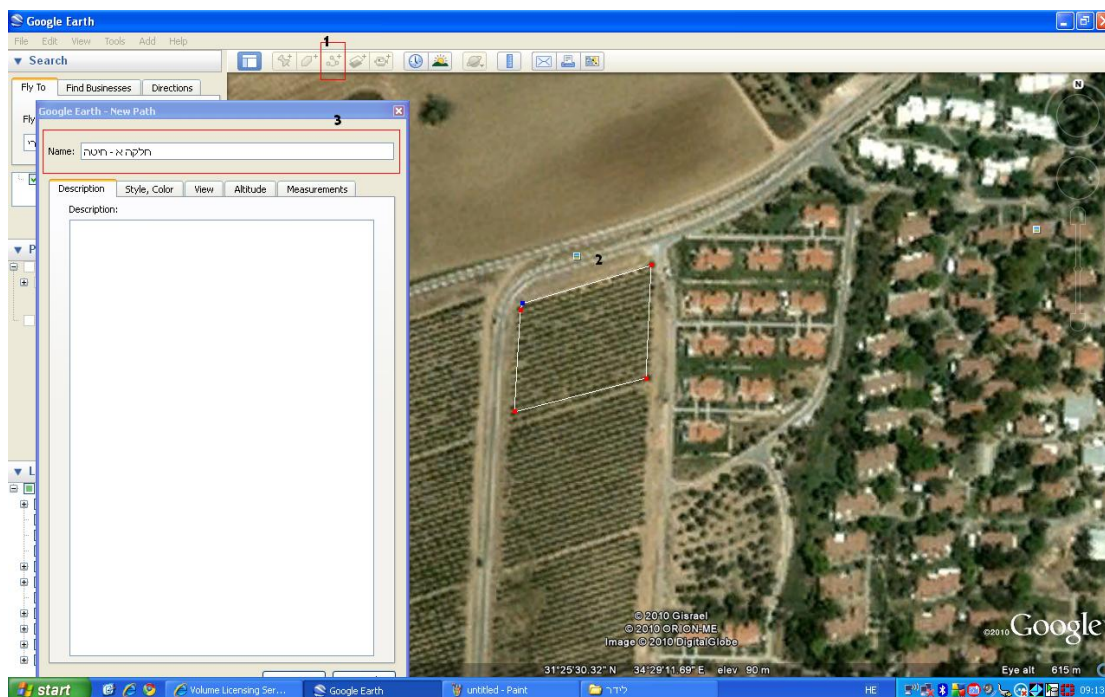 Google Earth
File Edit View Tools Add Help
1
Search
Fly To Find Businesses Directions
Google Earth - New Path
3
Fly
Name: חלקה א - חיטה
Description Style, Color View Altitude Measurements
Description:
2
N
P
L
© 2010 Gisrael
© 2010 OR ION-ME
Image © 2010 DigitalGlobe
©2010 Google
31°25'30.32" N 34°29'11.69" E elev 90 m
Eye alt 615 m
start
Volume Licensing Ser...
Google Earth
untitled - Paint
לידר
HE
09:13